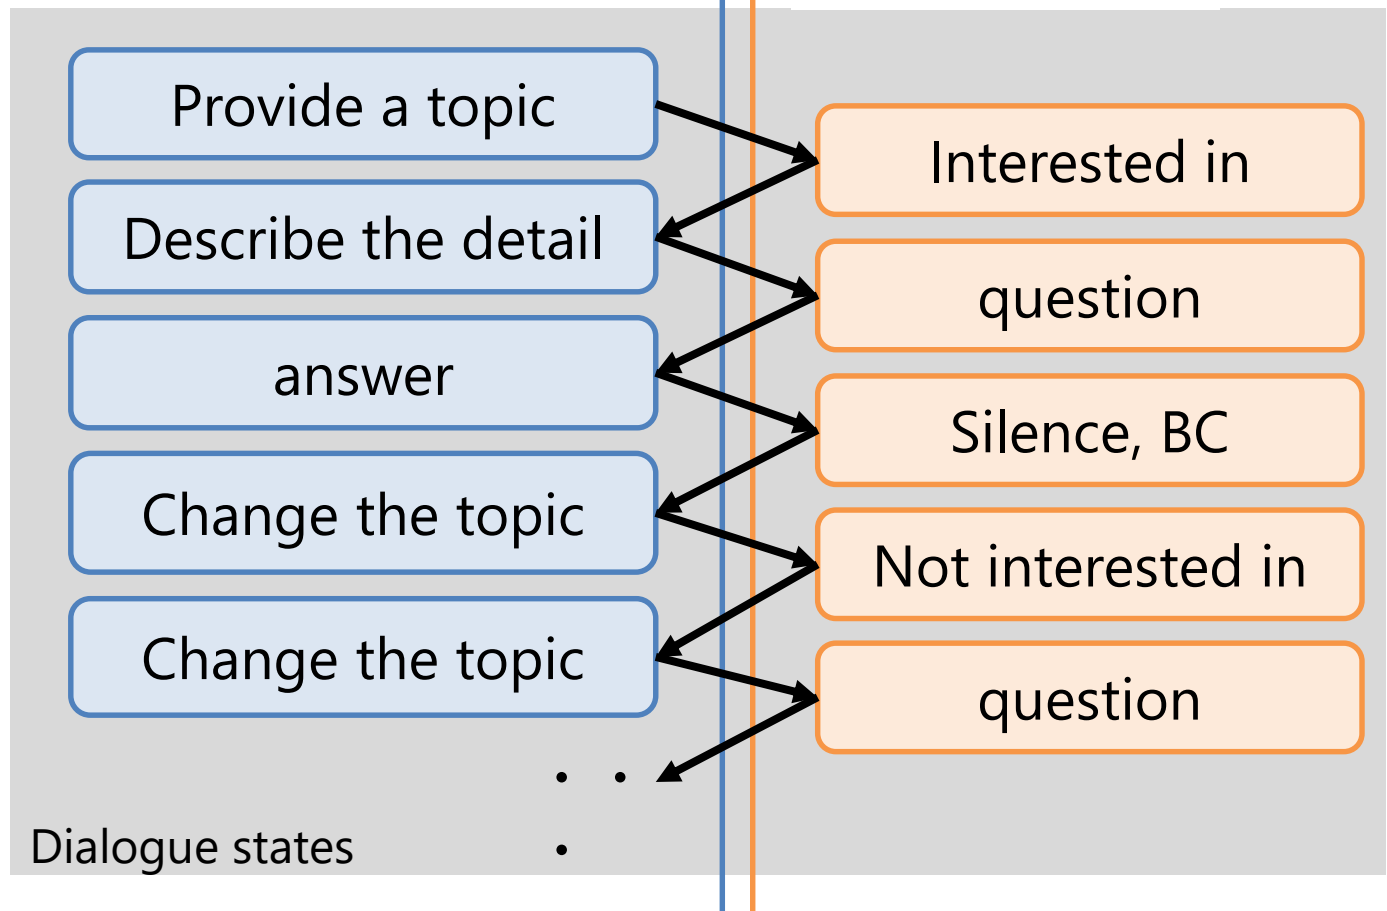 Provide a topic
Interested in
Describe the detail
question
answer
Silence, BC
Change the topic
Not interested in
Change the topic
question
. .
.
Dialogue states